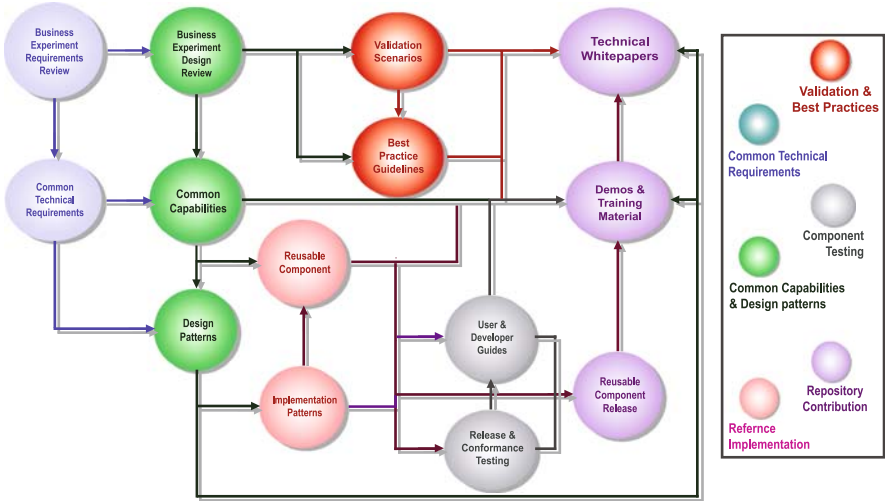 Business
Experiment
Requirements
Review
Business
Experiment
Design
Review
Validation
Scenarios
Technical
Whitepapers
Best
Practice
Guidelines
Common
Technical
Requirements
Common
Capabilities
Demos &
Training
Material
Reusable
Component
Design
Patterns
User &
Developer
Guides
Implementation
Patterns
Reusable
Component
Release
Release &
Conformance
Testing
Validation &
Best Practices
Common Technical
Requirements
Component
Testing
Common Capabilities
& Design patterns
Repository
Contribution
Refernce
Implementation